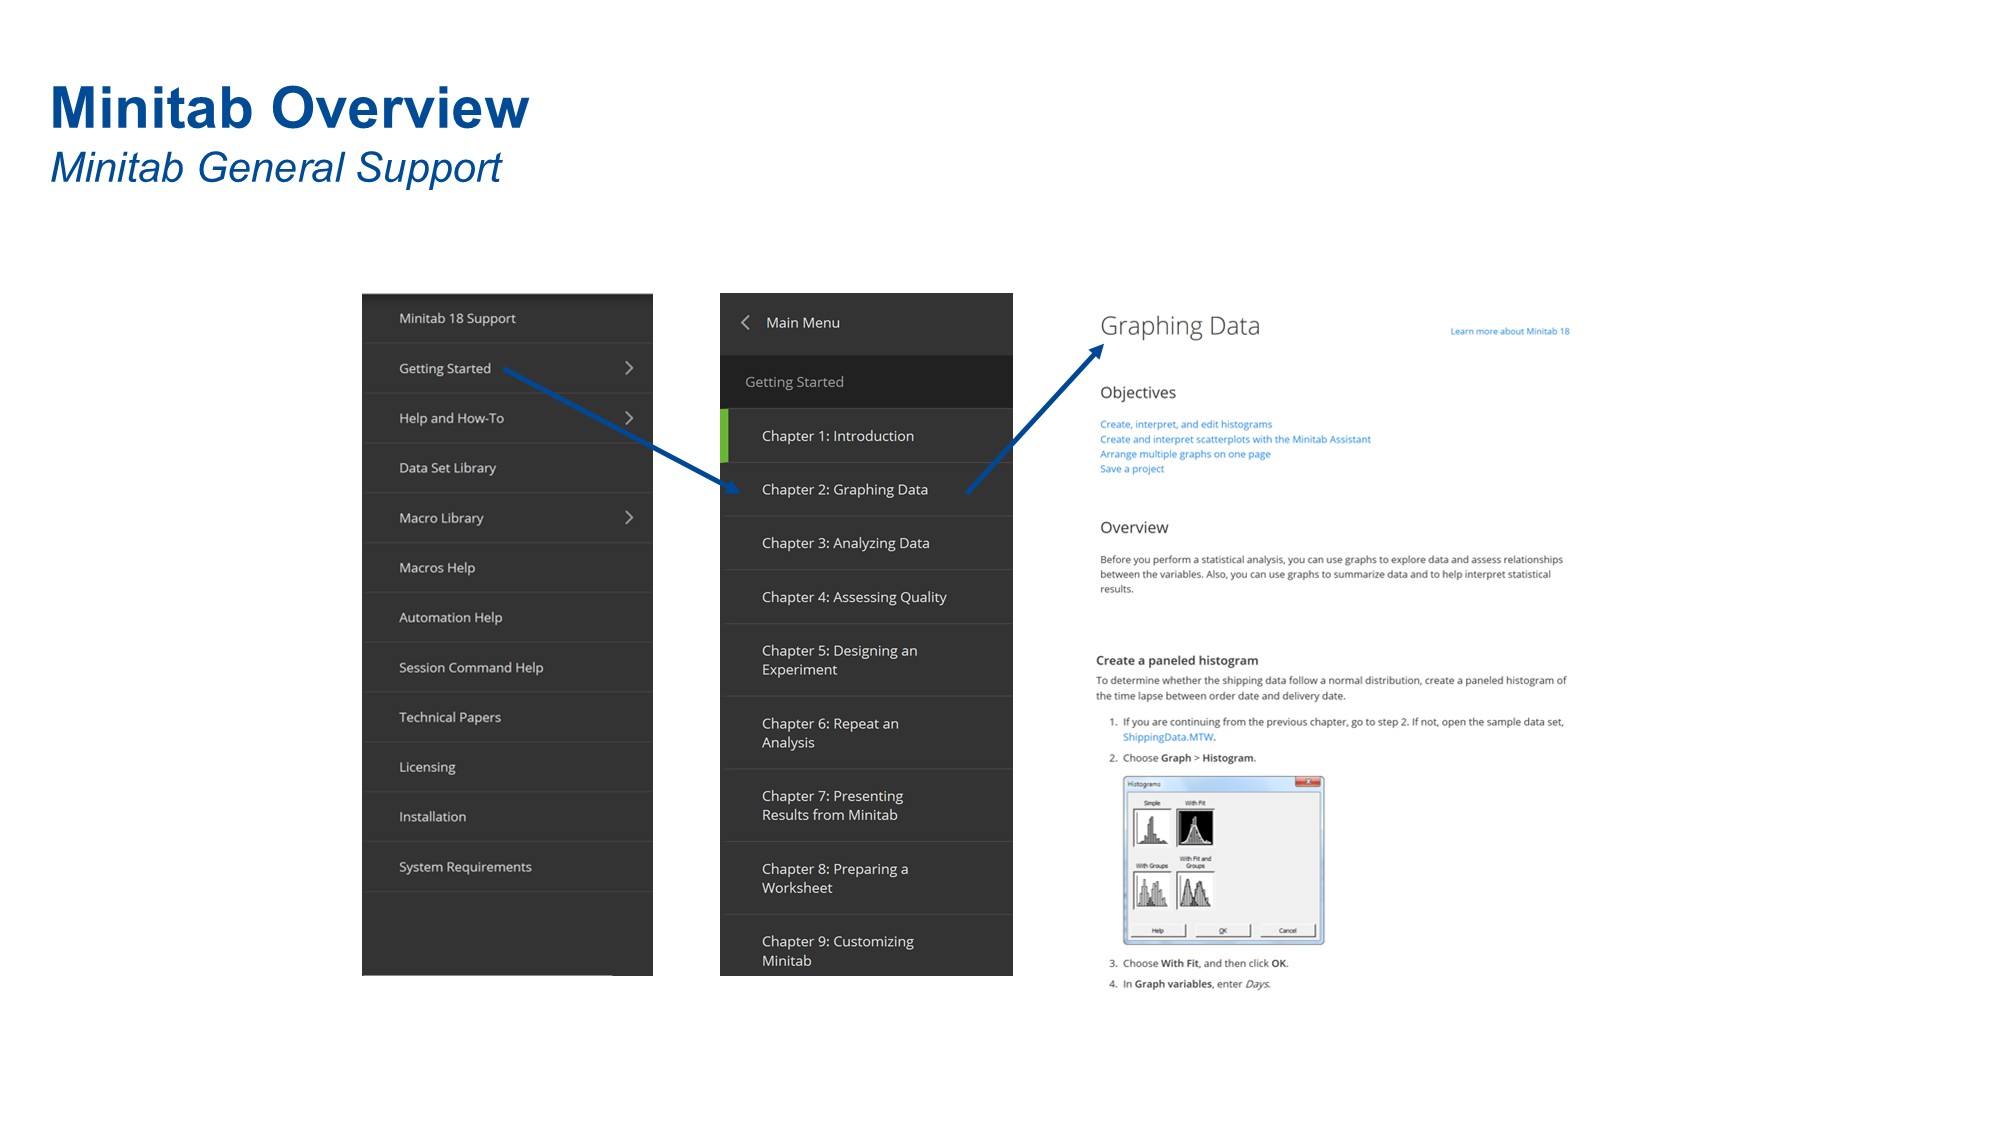 Minitab Overview
Minitab General Support
Minitab 18 Support
Getting Started
Help and How-To
Data Set Library
Macro Library
Macros Help
Automation Help
Session Command Help
Technical Papers
Licensing
Installation
System Requirements
Main Menu
Getting Started
Chapter 1: Introduction
Chapter 2: Graphing Data
Chapter 3: Analyzing Data
Chapter 4: Assessing Quality
Chapter 5: Designing an
Experiment
Chapter 6: Repeat an
Analysis
Chapter 7: Presenting
Results from Minitab
Chapter 8: Preparing a
Worksheet
Chapter 9: Customizing
Minitab
Graphing Data
Learn more about Minitab 18
Objectives
Create, interpret, and edit histograms
Create and interpret scatterplots with the Minitab Assistant
Arrange multiple graphs on one page
Save a project
Overview
Before you perform a statistical analysis, you can use graphs to explore data and assess relationships
between the variables. Also, you can use graphs to summarize data and to help interpret statistical
results.
Create a paneled histogram
To determine whether the shipping data follow a normal distribution, create a paneled histogram of
the time lapse between order date and delivery date.
1. If you are continuing from the previous chapter, go to step 2. If not, open the sample data set,
ShippingData.MTW.
2. Choose Graph > Histogram.
Histograms
Simple With Fit
With Groups With Fit and
Groups
Help OK Cancel
3. Choose With Fit, and then click OK.
4. In Graph variables, enter Days.